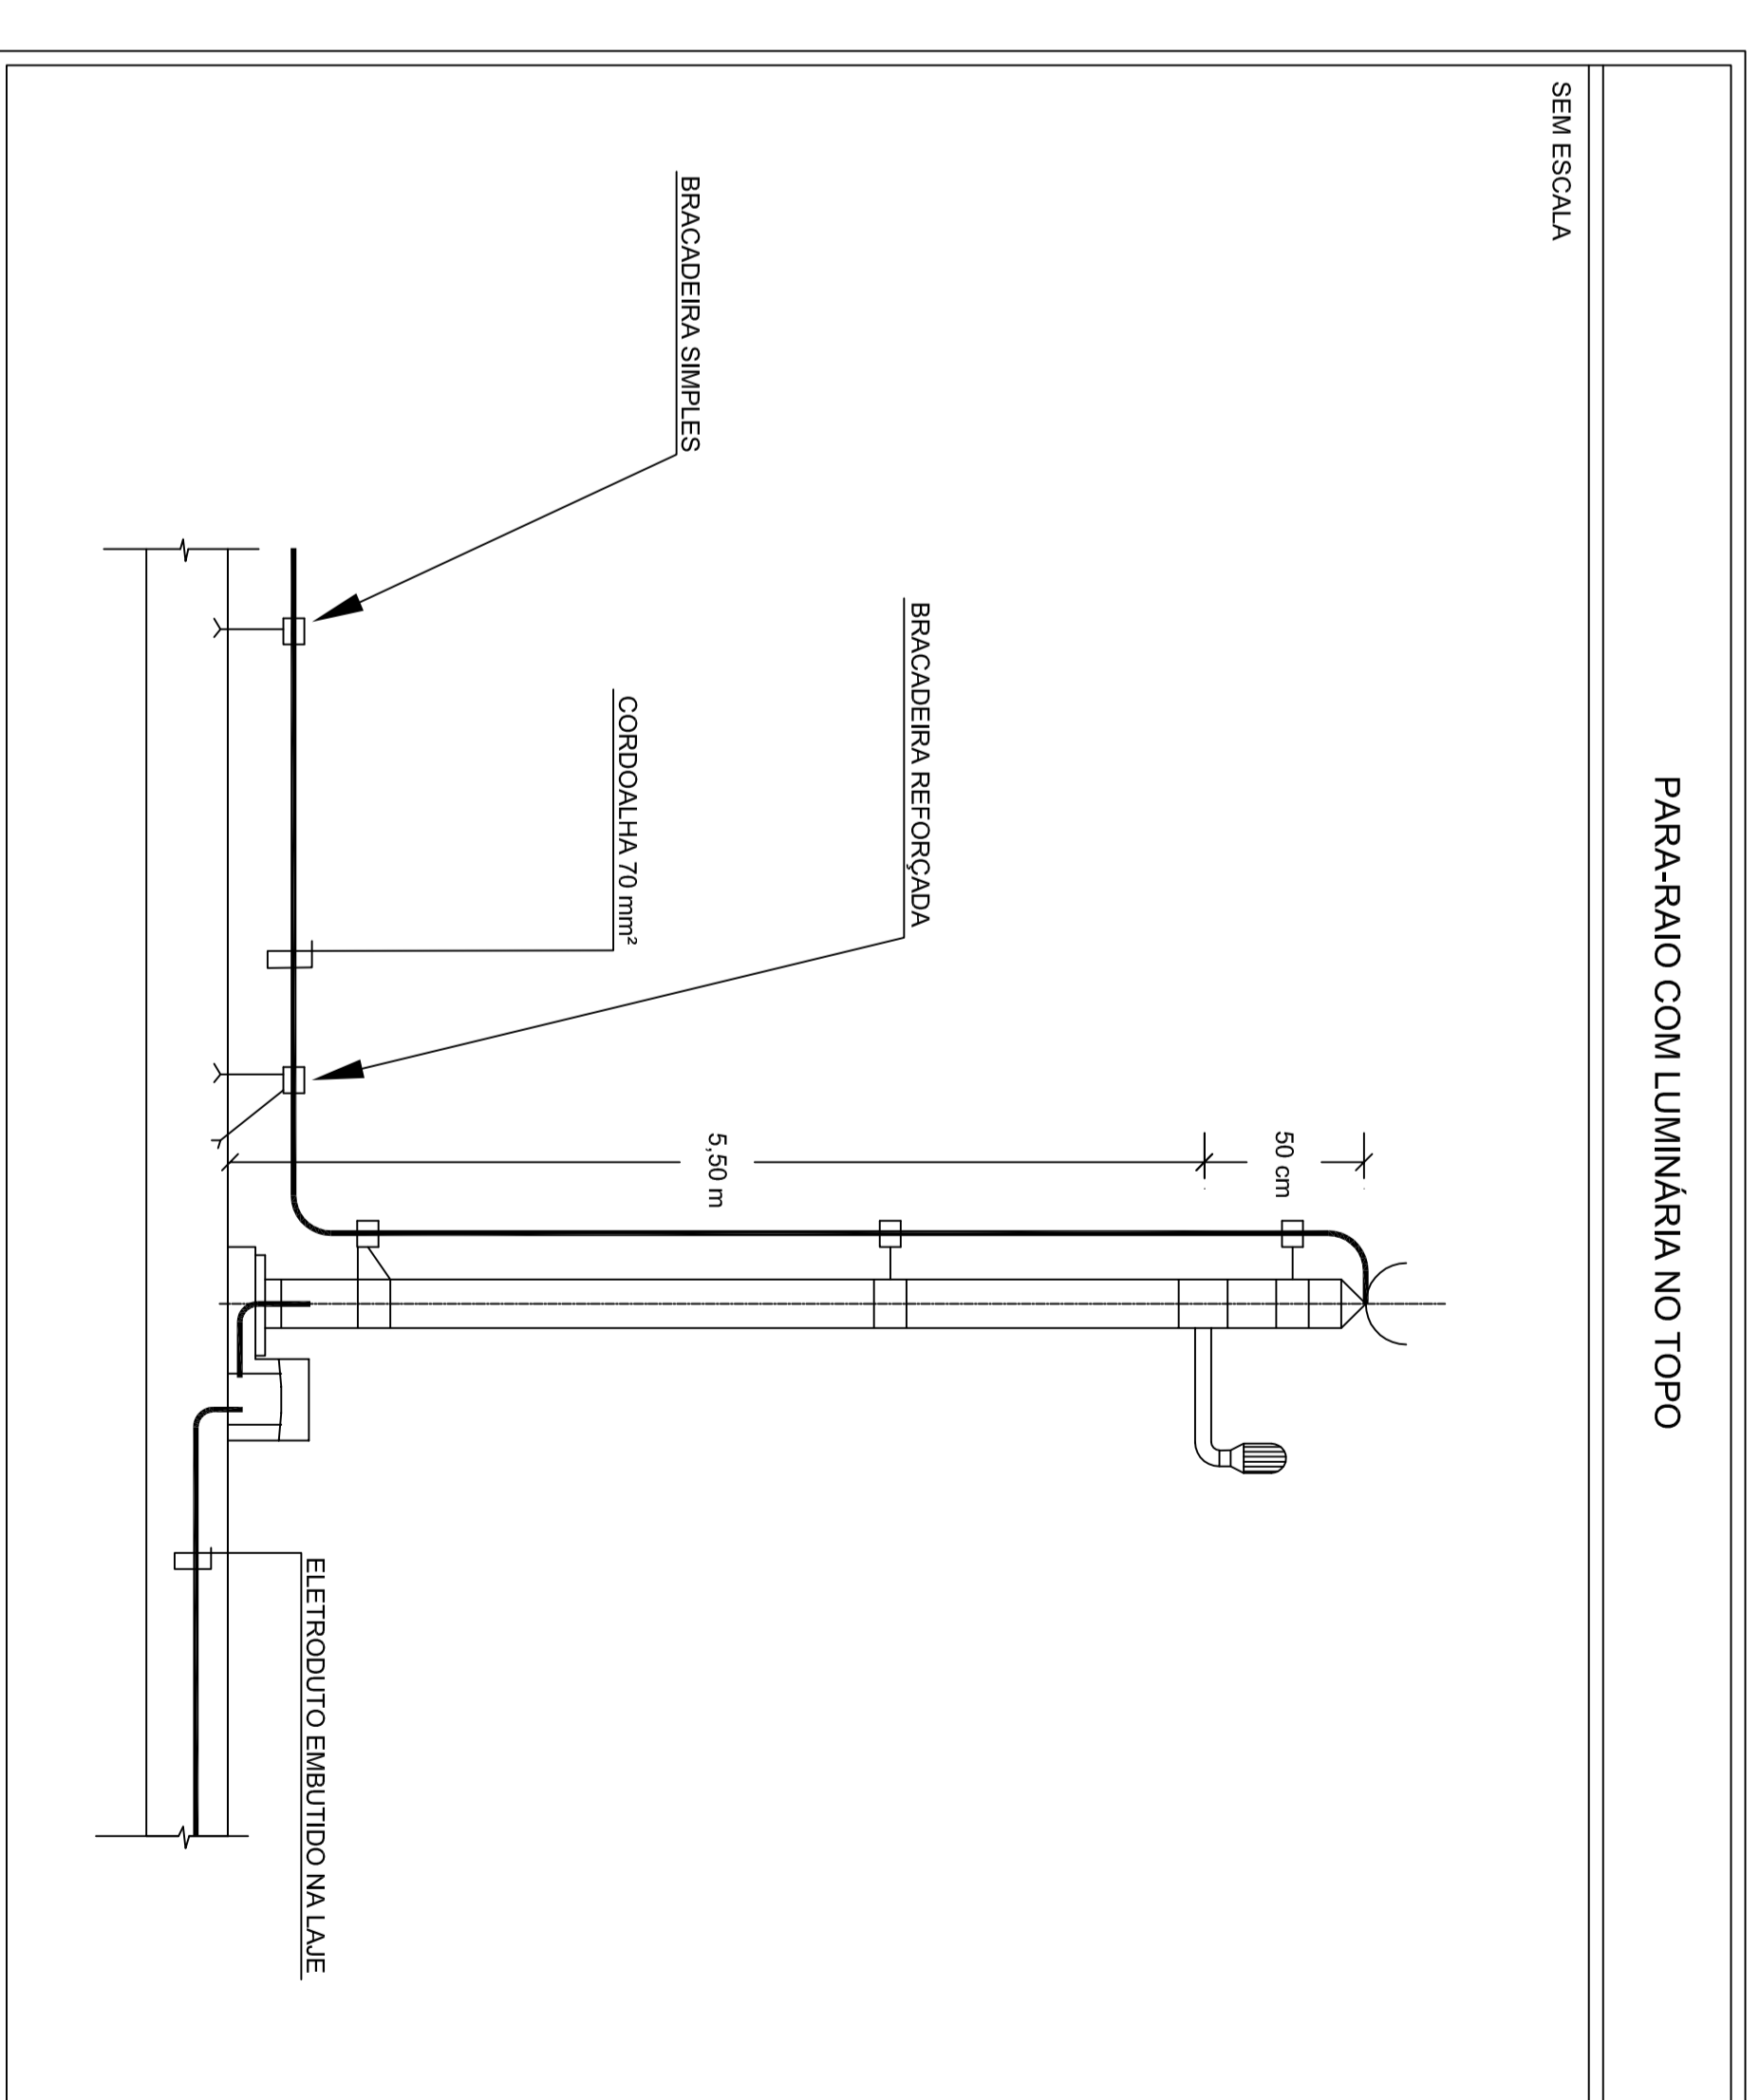 PARA-RAIO COM LUMINÁRIA NO TOPO
SEM ESCALA
50 cm
BRACADEIRA REFORÇADA
5,50 m
BRACADEIRA SIMPLES
CORDOALHA 70 mm²
ELETRODUTO EMBUTIDO NA LAJE